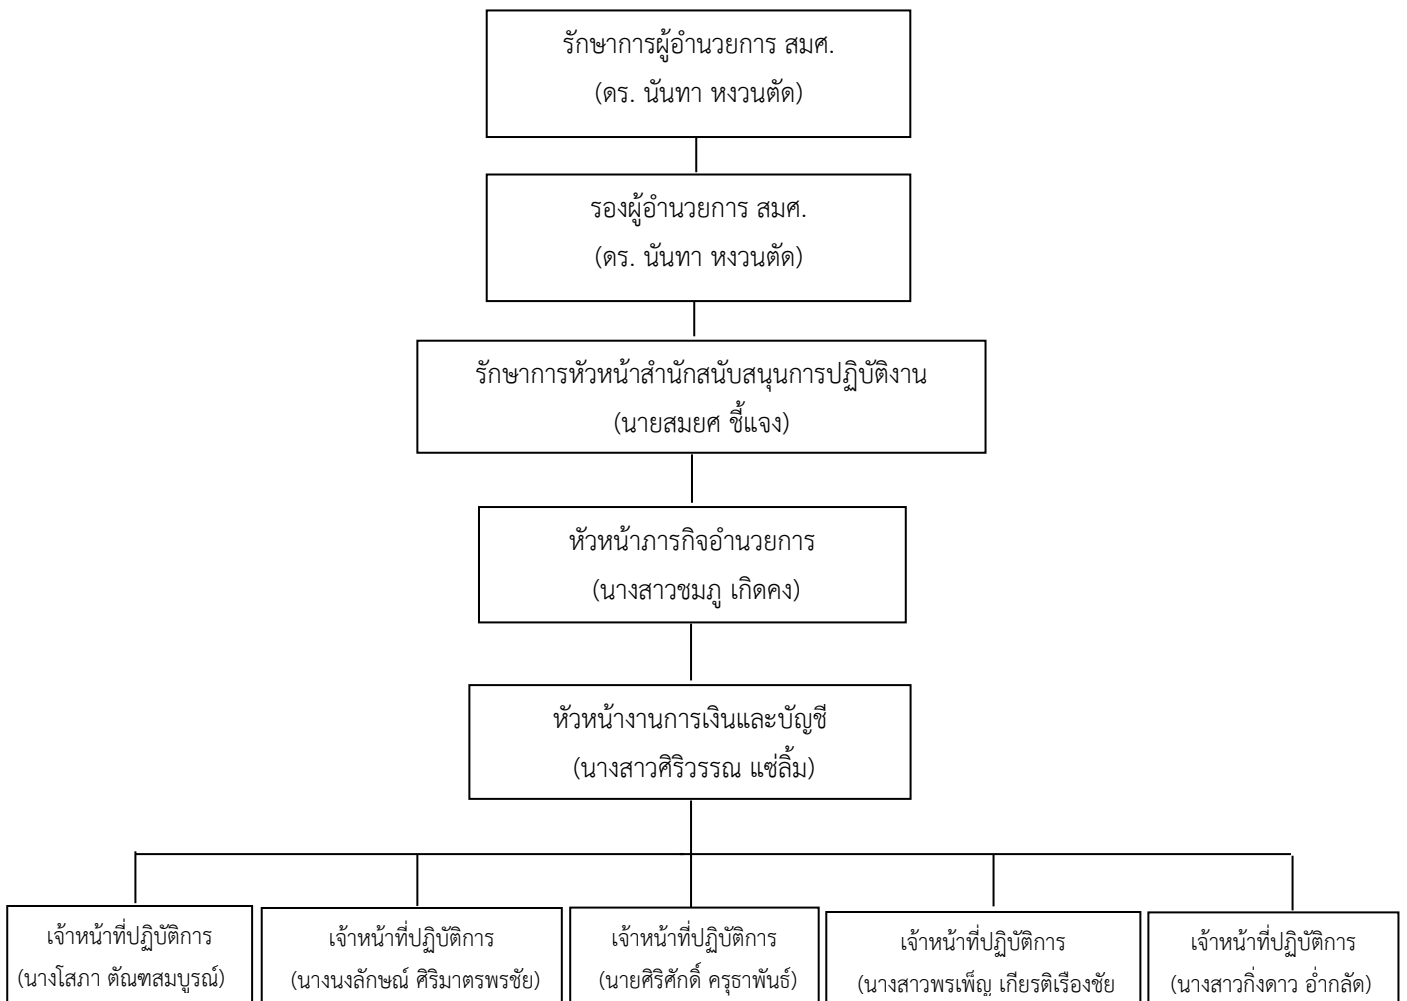 รักษาการผู้อำนวยการ สมศ.
(ดร. นันทา หงวนตัด)
รองผู้อำนวยการ สมศ.
(ดร. นันทา หงวนตัด)
รักษาการหัวหน้าสำนักสนับสนุนการปฏิบัติงาน
(นายสมยศ ชี้แจง)
หัวหน้าภารกิจอำนวยการ
(นางสาวชมภู เกิดคง)
หัวหน้างานการเงินและบัญชี
(นางสาวศิริวรรณ แซ่ลิ้ม)
เจ้าหน้าที่ปฏิบัติการ
(นางโสภา ตัณฑสมบูรณ์)
เจ้าหน้าที่ปฏิบัติการ
(นางนงลักษณ์ ศิริมาตรพรชัย)
เจ้าหน้าที่ปฏิบัติการ
(นายศิริศักดิ์ ครุธาพันธ์)
เจ้าหน้าที่ปฏิบัติการ
(นางสาวพรเพ็ญ เกียรติเรืองชัย
เจ้าหน้าที่ปฏิบัติการ
(นางสาวกิ่งดาว อ่ำกลัด)